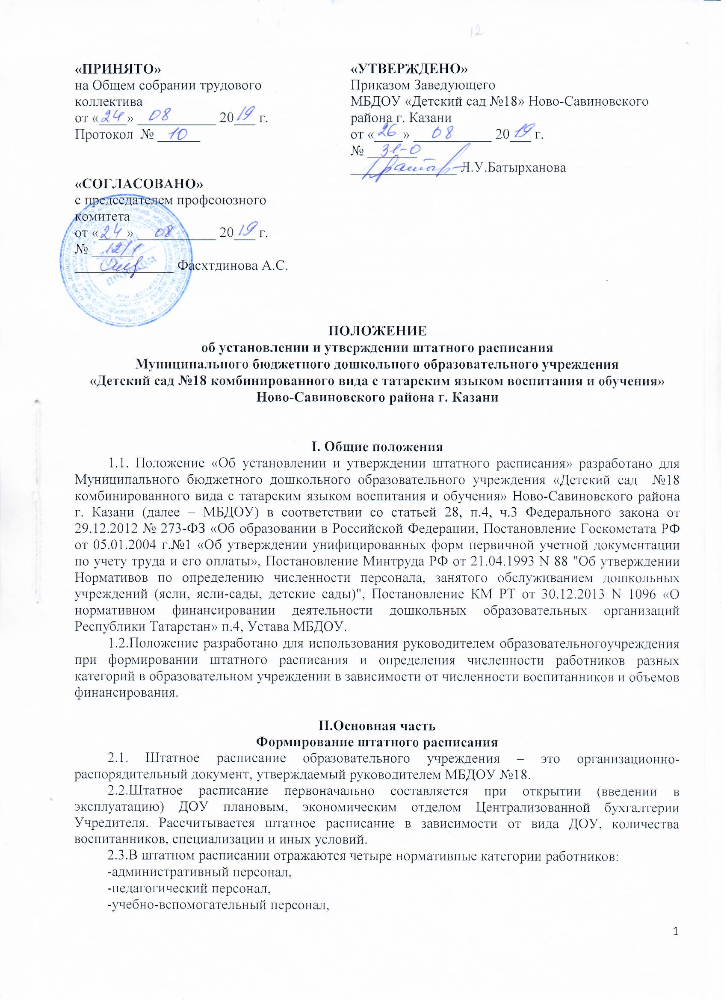 12
«ПРИНЯТО»
на Общем собрании трудового
коллектива
от «24» 08 2019 г.
Протокол № 10
«УТВЕРЖДЕНО»
Приказом Заведующего
МБДОУ «Детский сад №18» Ново-Савиновского
района г. Казани
от «26» 08 2019 г.
№ 31-О
Л.У.Батырханова
«СОГЛАСОВАНО»
с председателем профсоюзного
комитета
от «24» 08 2019 г.
№ 12/1
Фасхтдинова А.С.
ПРОФКОМ
ПОЛОЖЕНИЕ
об установлении и утверждении штатного расписания
Муниципального бюджетного дошкольного образовательного учреждения
«Детский сад №18 комбинированного вида с татарским языком воспитания и обучения»
Ново-Савиновского района г. Казани
I. Общие положения
1.1. Положение «Об установлении и утверждении штатного расписания» разработано для
Муниципального бюджетного дошкольного образовательного учреждения «Детский сад №18
комбинированного вида с татарским языком воспитания и обучения» Ново-Савиновского района
г. Казани (далее – МБДОУ) в соответствии со статьей 28, п.4, ч.3 Федерального закона от
29.12.2012 № 273-ФЗ «Об образовании в Российской Федерации, Постановление Госкомстата РФ
от 05.01.2004 г.№1 «Об утверждении унифицированных форм первичной учетной документации
по учету труда и его оплаты», Постановление Минтруда РФ от 21.04.1993 N 88 "Об утверждении
Нормативов по определению численности персонала, занятого обслуживанием дошкольных
учреждений (ясли, ясли-сады, детские сады)", Постановление КМ РТ от 30.12.2013 N 1096 «О
нормативном финансировании деятельности дошкольных образовательных организаций
Республики Татарстан» п.4, Устава МБДОУ.
1.2.Положение разработано для использования руководителем образовательногоучреждения
при формировании штатного расписания и определения численности работников разных
категорий в образовательном учреждении в зависимости от численности воспитанников и объемов
финансирования.
II.Основная часть
Формирование штатного расписания
2.1. Штатное расписание образовательного учреждения – это организационно-
распорядительный документ, утверждаемый руководителем МБДОУ №18.
2.2.Штатное расписание первоначально составляется при открытии (введении в
эксплуатацию) ДОУ плановым, экономическим отделом Централизованной бухгалтерии
Учредителя. Рассчитывается штатное расписание в зависимости от вида ДОУ, количества
воспитанников, специализации и иных условий.
2.3.В штатном расписании отражаются четыре нормативные категории работников:
-административный персонал,
-педагогический персонал,
-учебно-вспомогательный персонал,
1